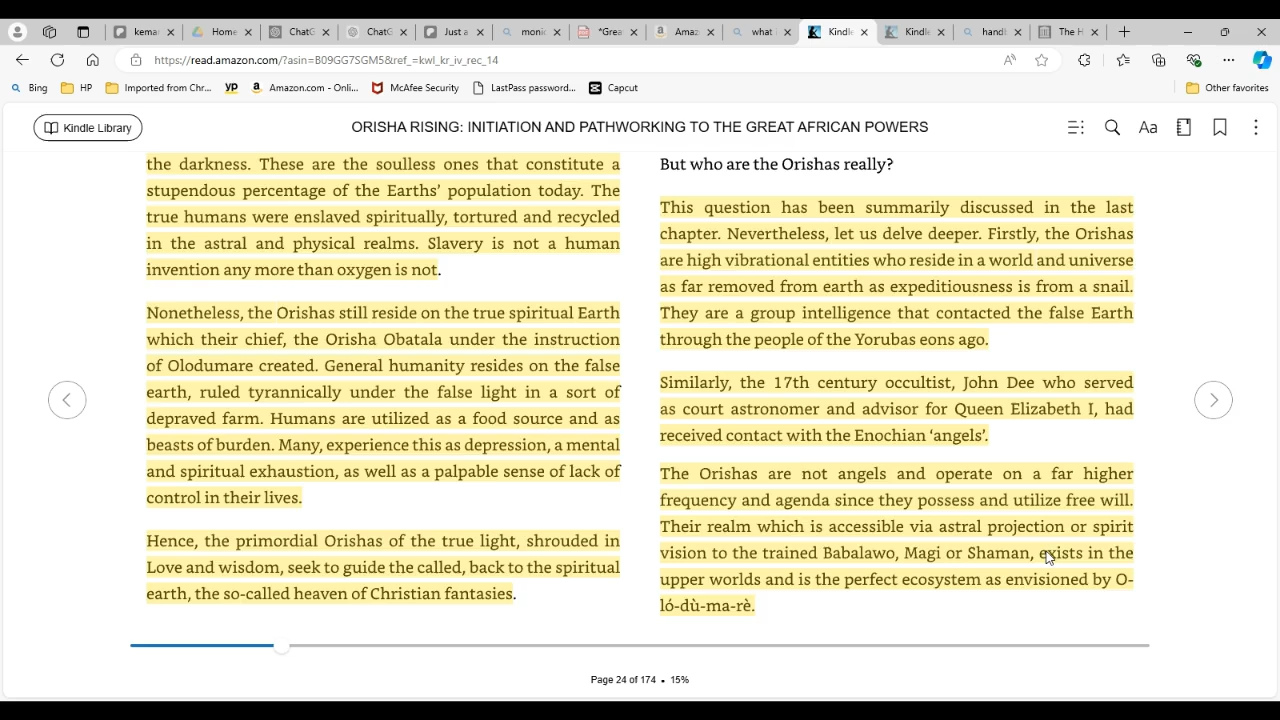 kema
Home
ChatG
ChatG
Just a
moni
*Grea
Amaz
what i
Kindle
Kindle
handl
The H
https://read.amazon.com/?asin=B09GG7SGM5&ref_=kwl_kr_iv_rec_14
Bing
HP
Imported from Chr...
yp
Amazon.com - Onli...
McAfee Security
LastPass password...
Capcut
Other favorites
Kindle Library
ORISHA RISING: INITIATION AND PATHWORKING TO THE GREAT AFRICAN POWERS
Aa
the darkness. These are the soulless ones that constitute a
stupendous percentage of the Earths' population today. The
true humans were enslaved spiritually, tortured and recycled
in the astral and physical realms. Slavery is not a human
invention any more than oxygen is not.
Nonetheless, the Orishas still reside on the true spiritual Earth
which their chief, the Orisha Obatala under the instruction
of Olodumare created. General humanity resides on the false
earth, ruled tyrannically under the false light in a sort of
depraved farm. Humans are utilized as a food source and as
beasts of burden. Many, experience this as depression, a mental
and spiritual exhaustion, as well as a palpable sense of lack of
control in their lives.
Hence, the primordial Orishas of the true light, shrouded in
Love and wisdom, seek to guide the called, back to the spiritual
earth, the so-called heaven of Christian fantasies.
But who are the Orishas really?
This question has been summarily discussed in the last
chapter. Nevertheless, let us delve deeper. Firstly, the Orishas
are high vibrational entities who reside in a world and universe
as far removed from earth as expeditiousness is from a snail.
They are a group intelligence that contacted the false Earth
through the people of the Yorubas eons ago.
Similarly, the 17th century occultist, John Dee who served
as court astronomer and advisor for Queen Elizabeth I, had
received contact with the Enochian 'angels'.
The Orishas are not angels and operate on a far higher
frequency and agenda since they possess and utilize free will.
Their realm which is accessible via astral projection or spirit
vision to the trained Babalawo, Magi or Shaman, exists in the
upper worlds and is the perfect ecosystem as envisioned by O-
ló-dù-ma-rè.
Page 24 of 174 • 15%